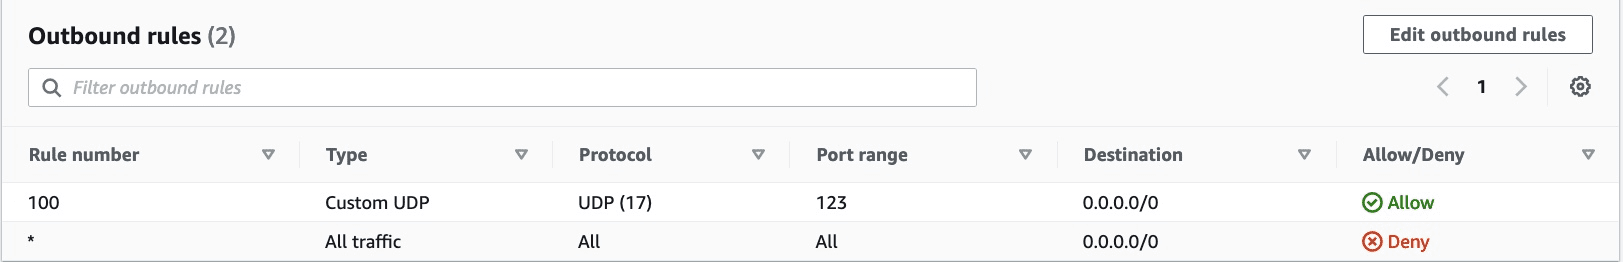 Outbound rules (2)
Edit outbound rules
Filter outbound rules
1
Rule number Type Protocol Port range Destination Allow/Deny
100 Custom UDP UDP (17) 123 0.0.0.0/0 Allow
* All traffic All All 0.0.0.0/0 Deny